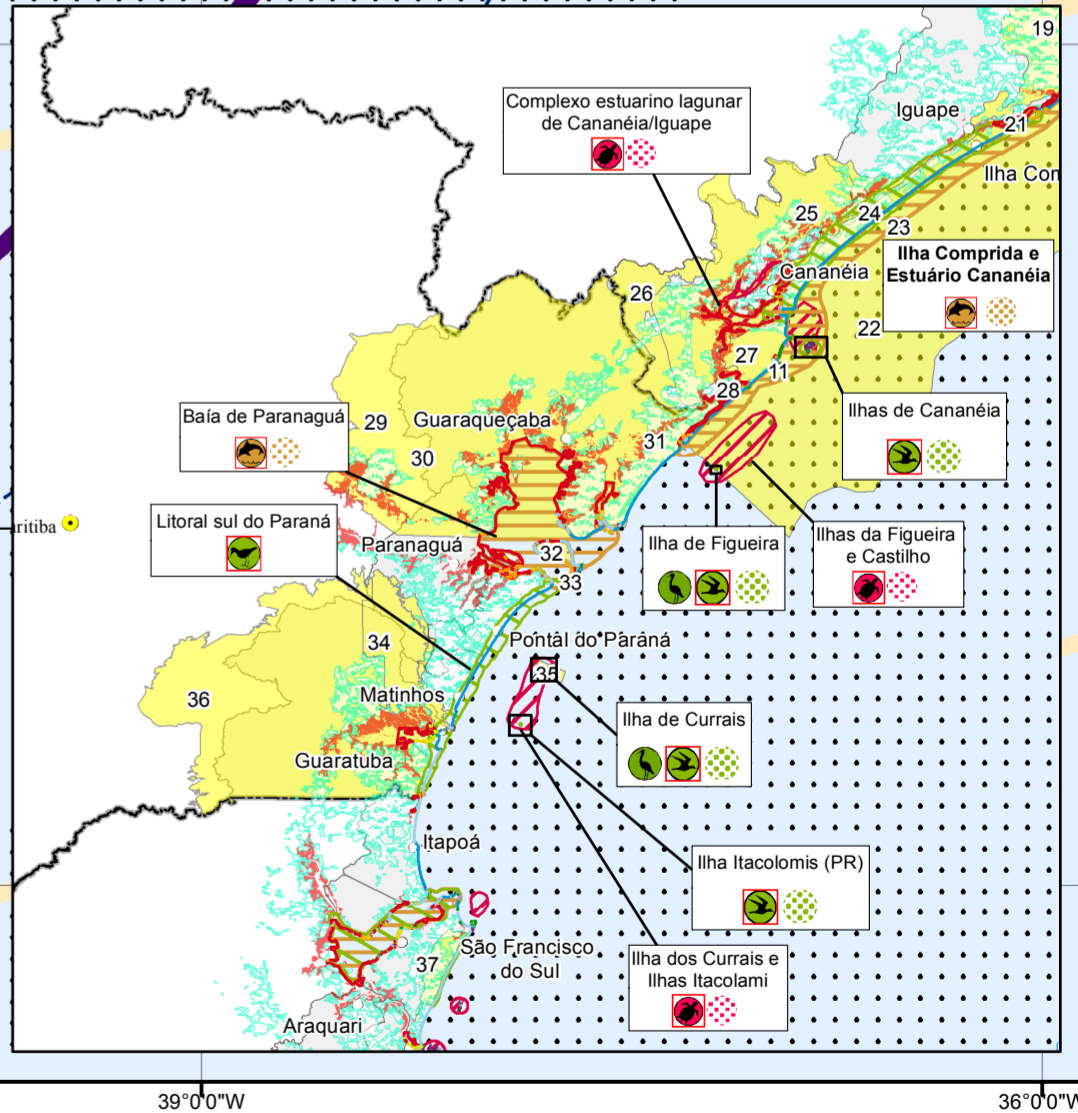 19
Complexo estuarino lagunar
de Cananéia/Iguape
Iguape
21
Ilha Com
25
24
23
Ilha Comprida e
Estuário Cananéia
Cananéia
26
22
27
11
28
Ilhas de Cananéia
Baía de Paranaguá
29
Guaraqueçaba
30
31
Litoral sul do Paraná
uritiba
Paranaguá
32
33
Ilha de Figueira
Ilhas da Figueira
e Castilho
34
Pontal do Paraná
35
36
Matinhos
Ilha de Currais
Guaratuba
Itapoá
Ilha Itacolomis (PR)
São Francisco
do Sul
37
Ilha dos Currais e
Ilhas Itacolami
Araquari
39°0'0"W
36°0'0"W